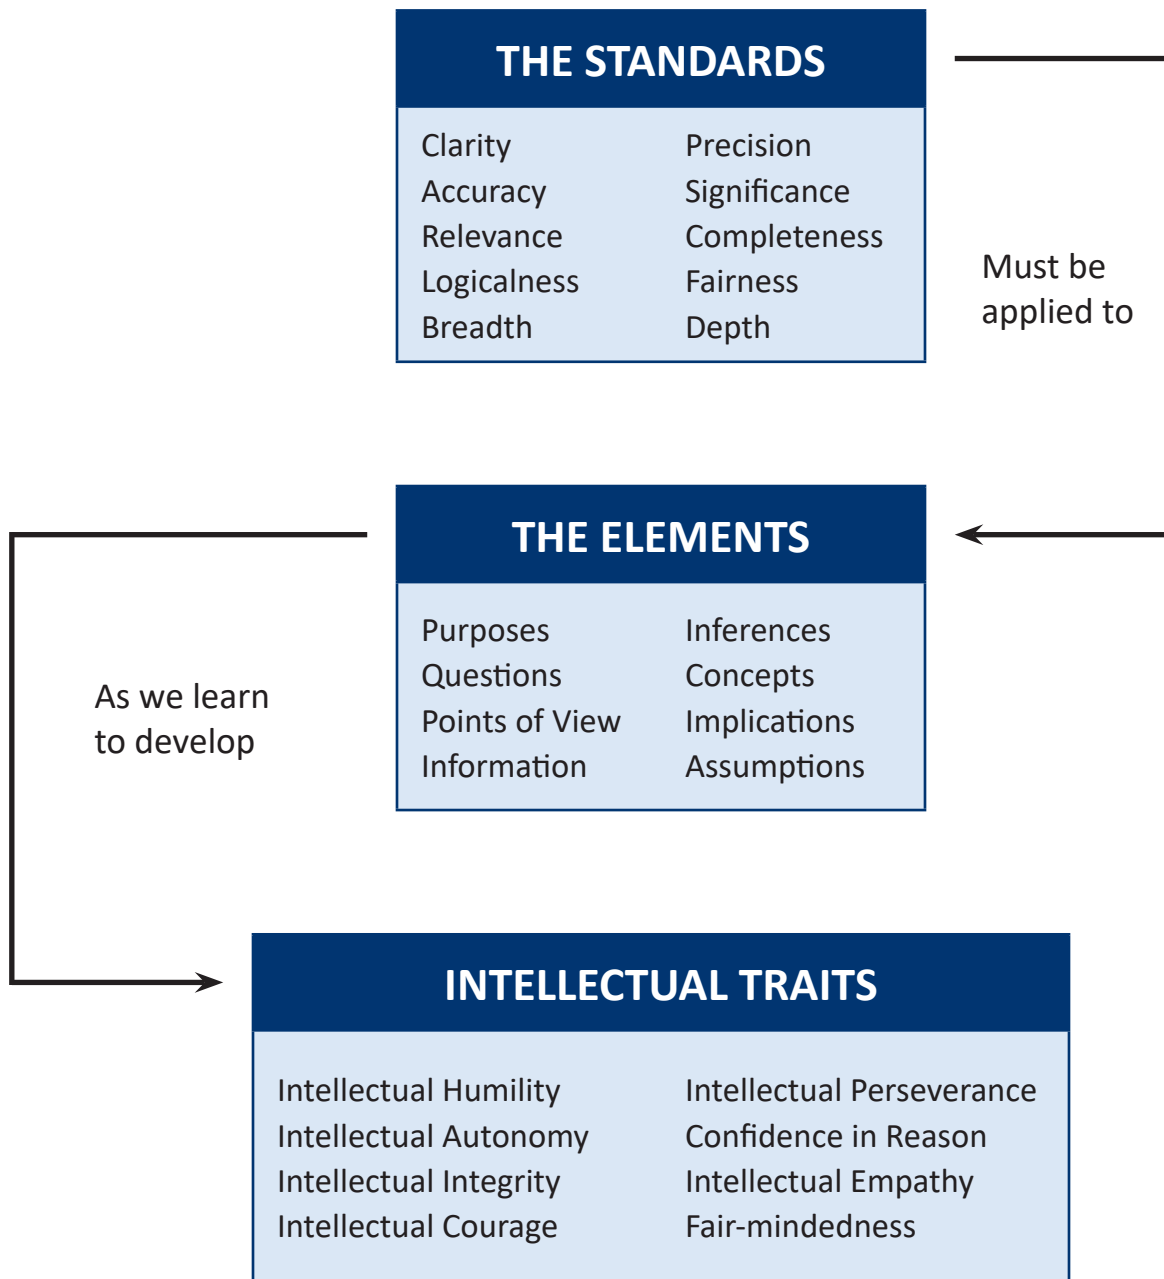 THE STANDARDS
Clarity
Accuracy
Relevance
Logicalness
Breadth
Precision
Significance
Completeness
Fairness
Depth
Must be
applied to
THE ELEMENTS
Purposes
Questions
Points of View
Information
Inferences
Concepts
Implications
Assumptions
As we learn
to develop
INTELLECTUAL TRAITS
Intellectual Humility
Intellectual Autonomy
Intellectual Integrity
Intellectual Courage
Intellectual Perseverance
Confidence in Reason
Intellectual Empathy
Fair-mindedness